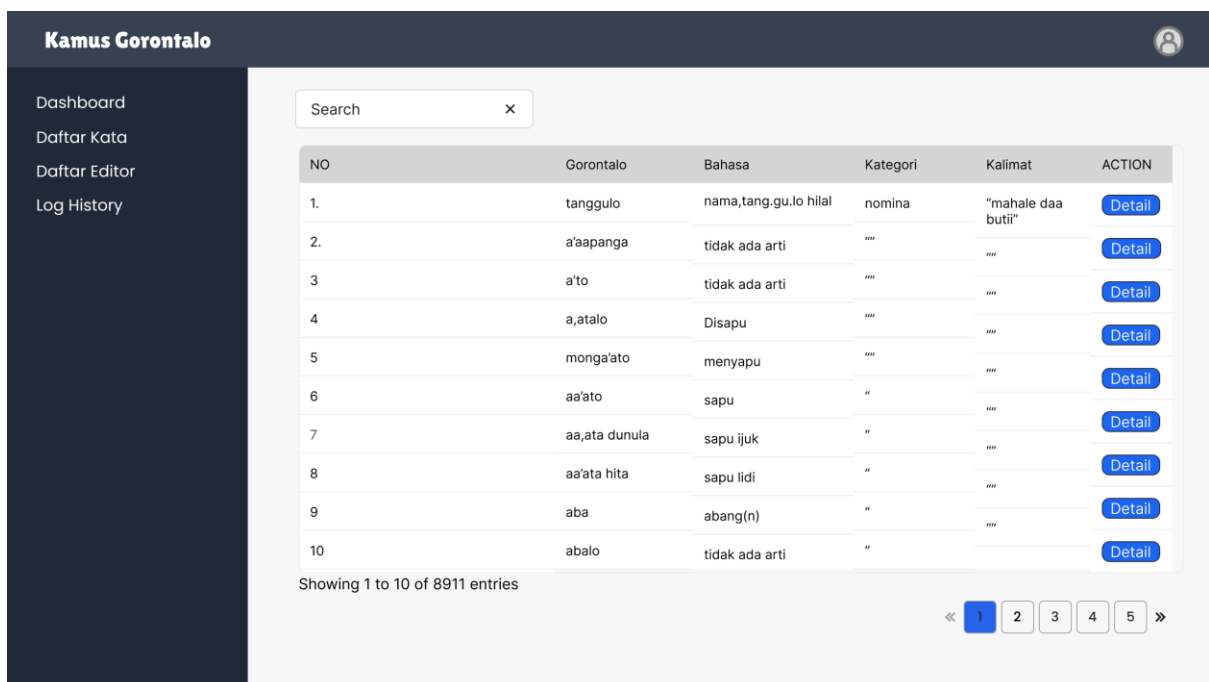 Kamus Gorontalo
Dashboard
Daftar Kata
Daftar Editor
Log History
Search ×
NO Gorontalo Bahasa Kategori Kalimat ACTION
1. tanggulo nama,tang.gu.lo hilal nomina “mahale daa butii” Detail
2. a’aapanga tidak ada arti “” “” Detail
3 a'to tidak ada arti “” “” Detail
4 a,atalo Disapu “” “” Detail
5 monga’ato menyapu “” “” Detail
6 aa’ato sapu “ “” Detail
7 aa,ata dunula sapu ijuk “ “” Detail
8 aa’ata hita sapu lidi “ “” Detail
9 aba abang(n) “ “” Detail
10 abalo tidak ada arti “ Detail
Showing 1 to 10 of 8911 entries
« 1 2 3 4 5 »